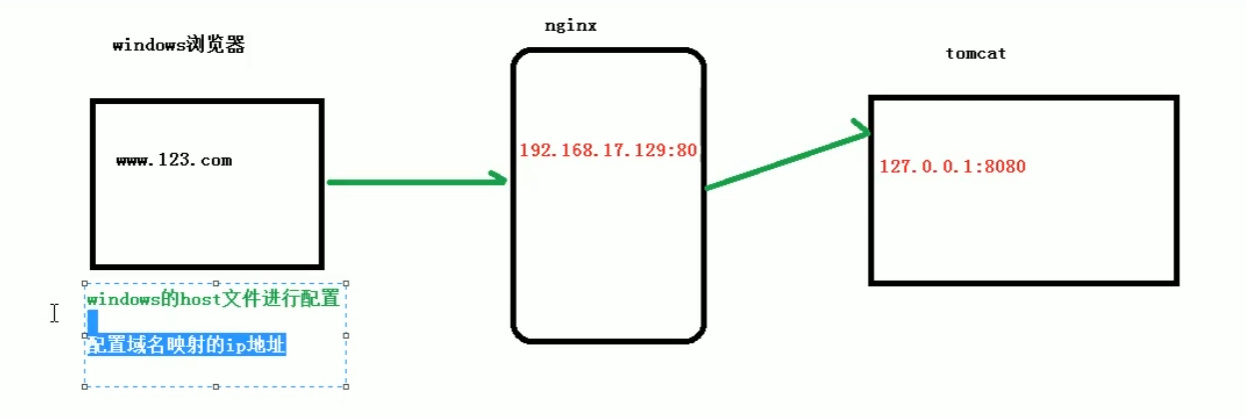 nginx
windows浏览器
tomcat
www.123.com
192.168.17.129:80
127.0.0.1:8080
windows的host文件进行配置
配置域名映射的ip地址